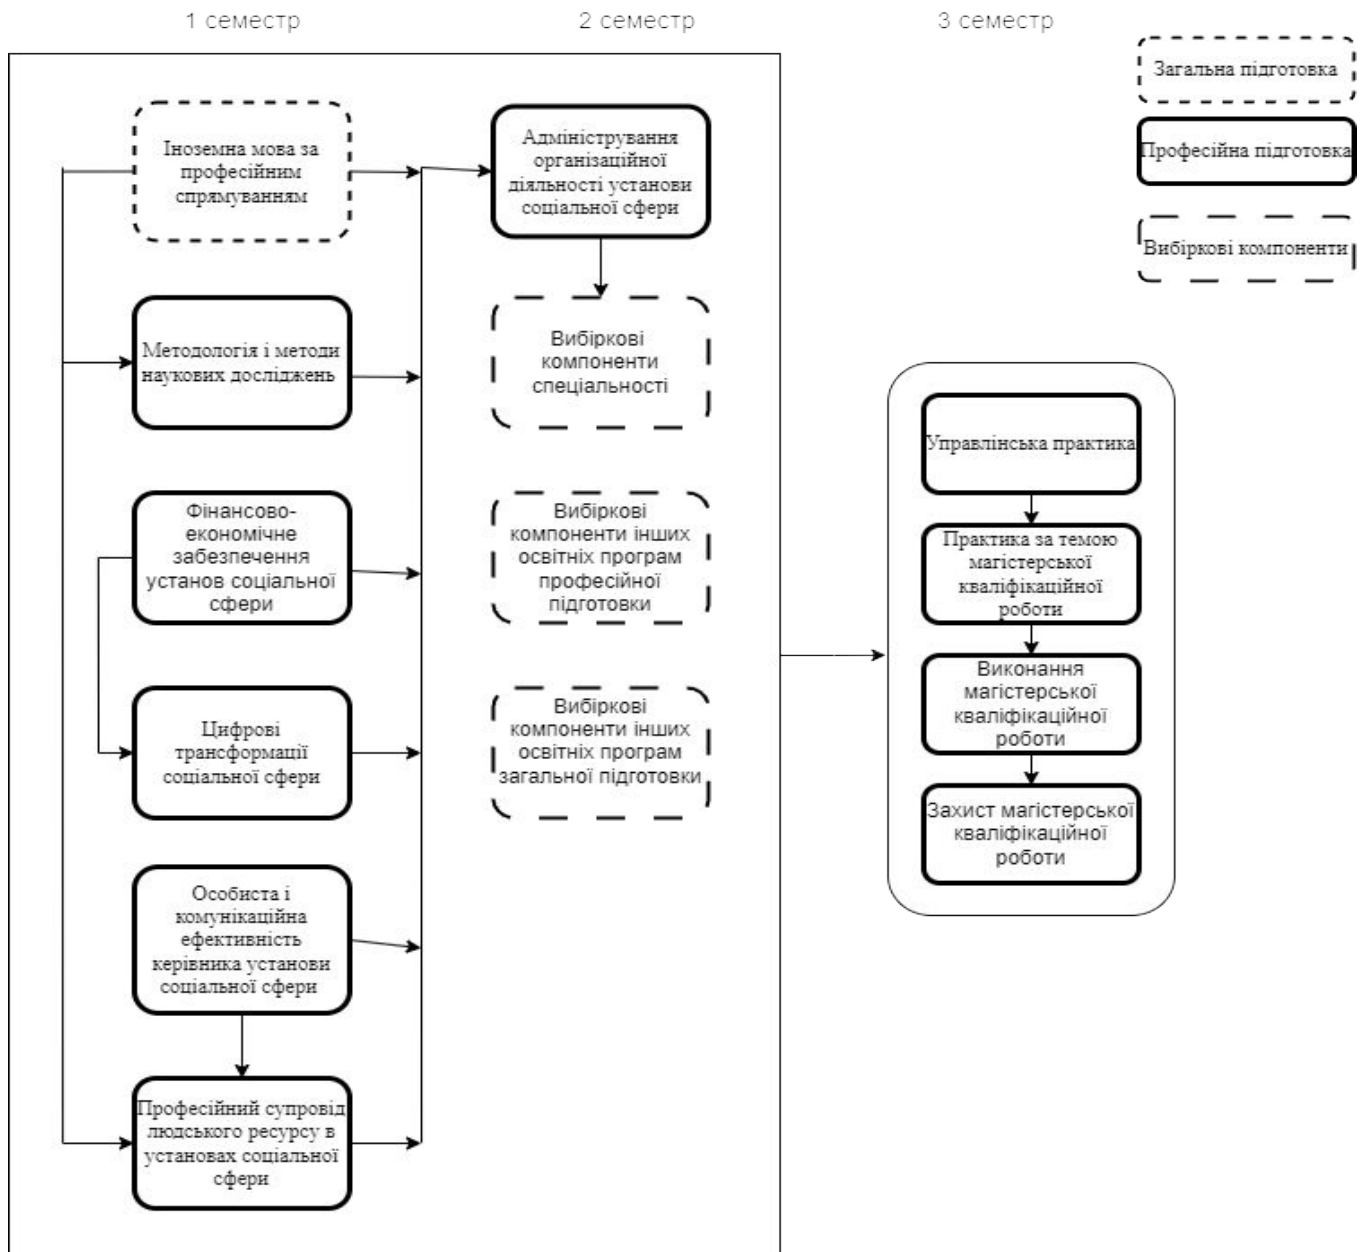 1 семестр
2 семестр
3 семестр
Загальна підготовка
Професійна підготовка
Вибіркові компоненти
Іноземна мова за
професійним
спрямуванням
Методологія і методи
наукових досліджень
Фінансово-
економічне
забезпечення
установ соціальної
сфери
Цифрові
трансформації
соціальної сфери
Особиста і
комунікаційна
ефективність
керівника установи
соціальної сфери
Професійний супровід
людського ресурсу в
установах соціальної
сфери
Адміністрування
організаційної
діяльності установи
соціальної сфери
Вибіркові
компоненти
спеціальності
Вибіркові
компоненти інших
освітніх програм
професійної
підготовки
Вибіркові
компоненти інших
освітніх програм
загальної підготовки
Управлінська практика
Практика за темою
магістерської
кваліфікаційної
роботи
Виконання
магістерської
кваліфікаційної
роботи
Захист магістерської
кваліфікаційної
роботи